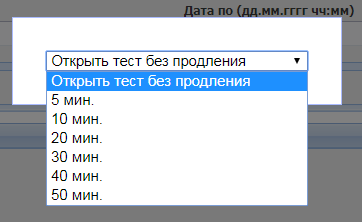 Дата по (дд.мм.гггг чч:мм)
Открыть тест без продления
Открыть тест без продления
5 мин.
10 мин.
20 мин.
30 мин.
40 мин.
50 мин.